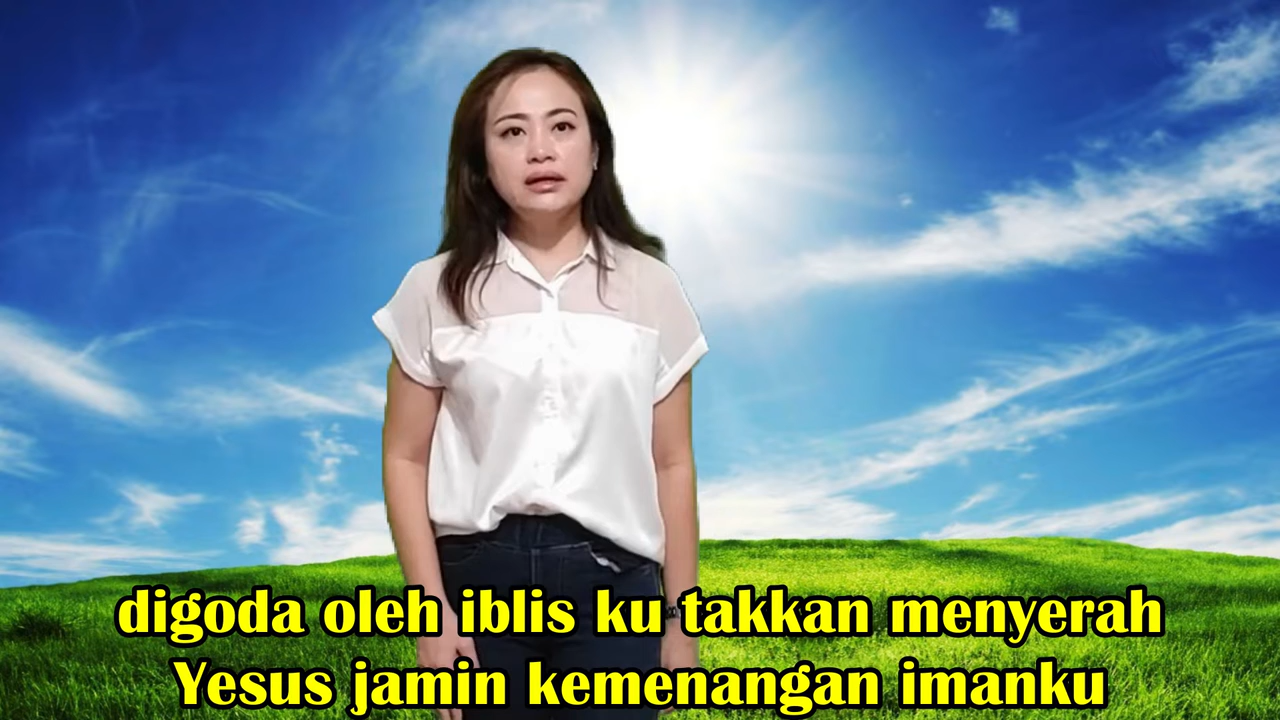 digoda oleh iblis ku takkan menyerah
Yesus jamin kemenangan imanku